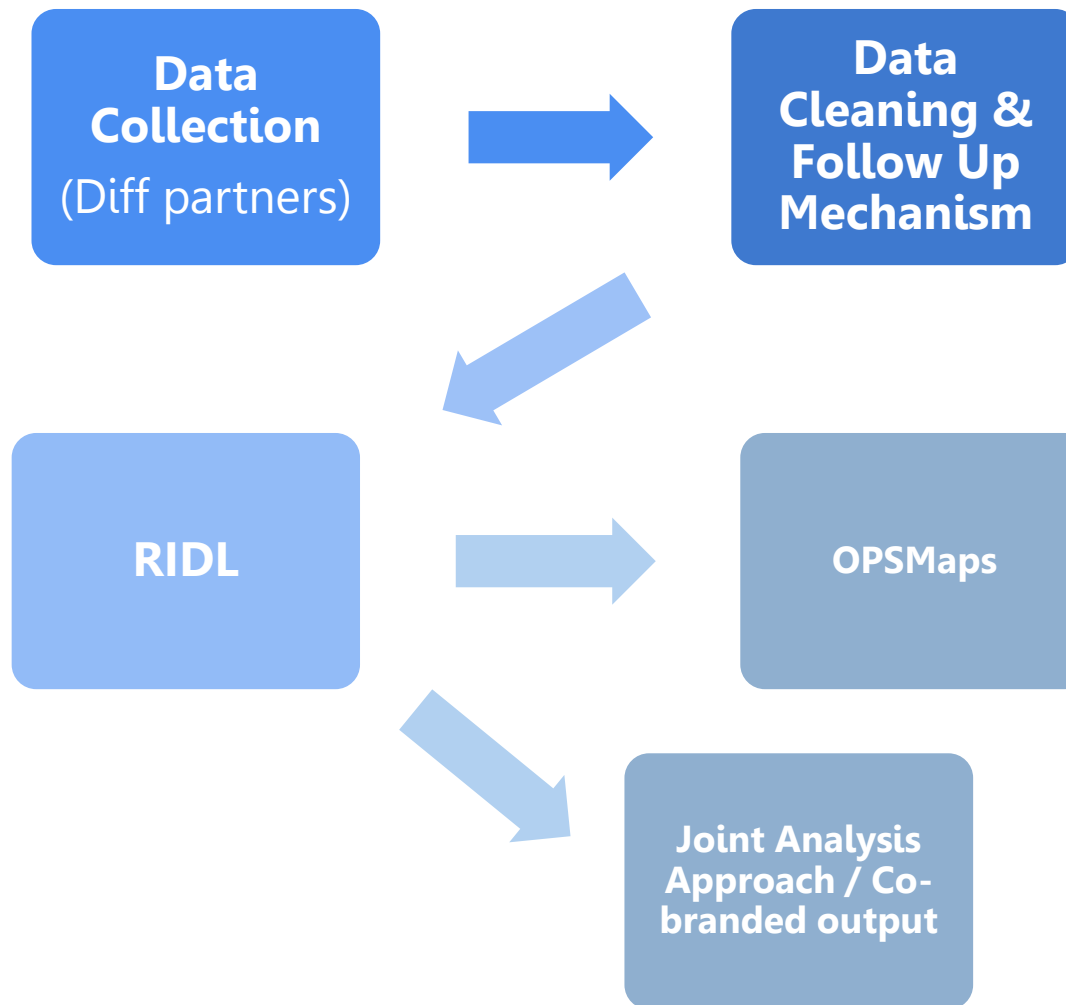 Data
Collection
(Diff partners)
Data
Cleaning &
Follow Up
Mechanism
RIDL
OPSMaps
Joint Analysis
Approach / Co-
branded output